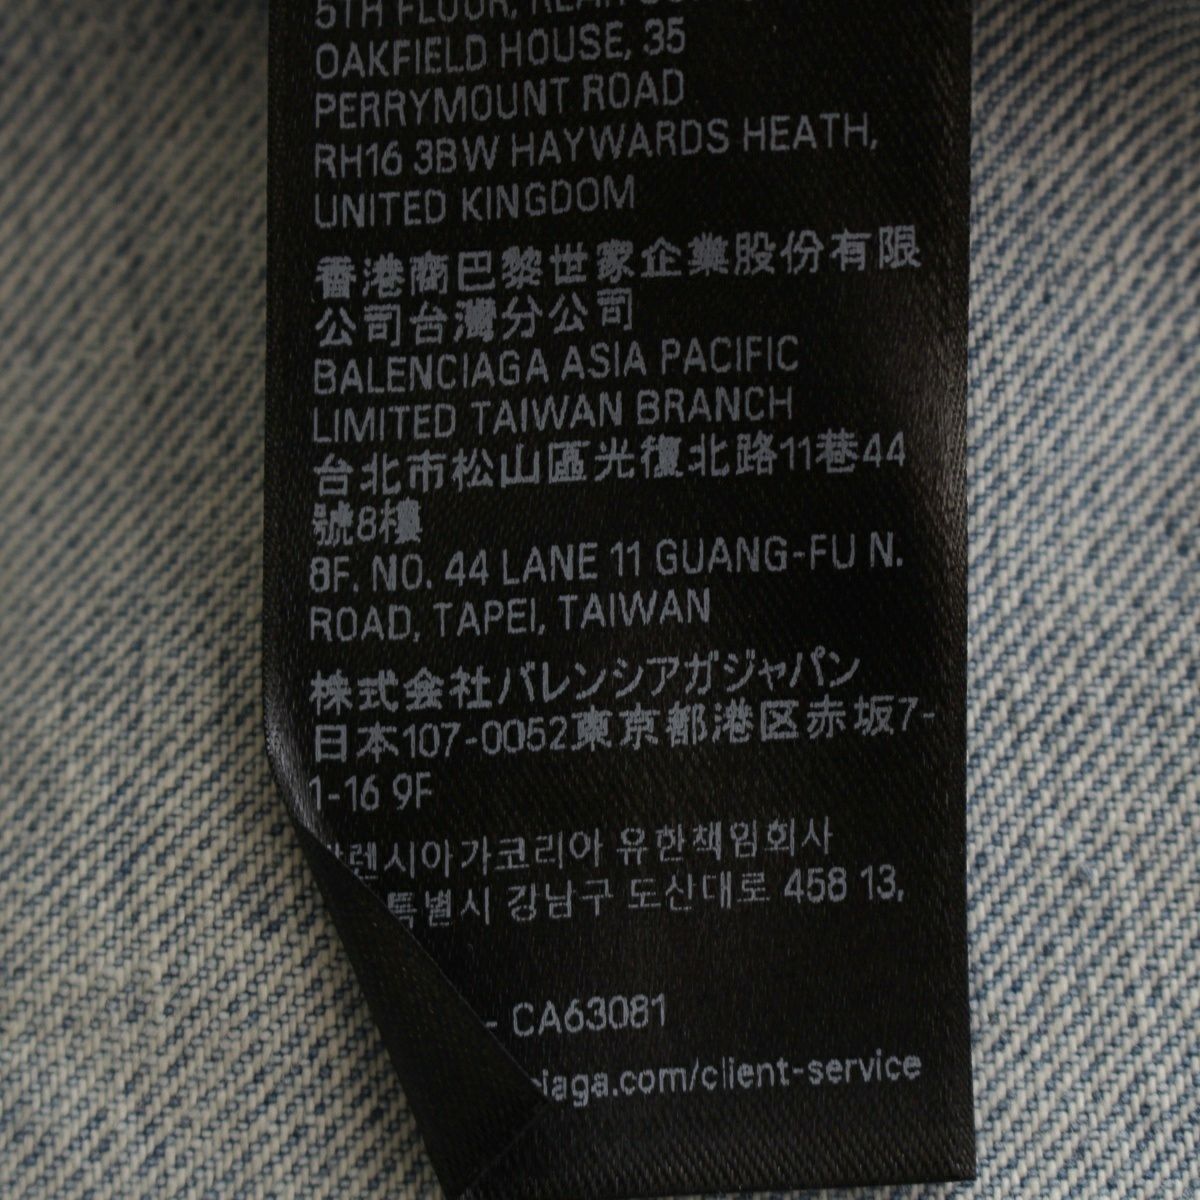 5TH FLOOR,
OAKFIELD HOUSE, 35
PERRYMOUNT ROAD
RH16 3BW HAYWARDS HEATH,
UNITED KINGDOM
香港商巴黎世家企業股份有限
公司台灣分公司
BALENCIAGA ASIA PACIFIC
LIMITED TAIWAN BRANCH
台北市松山區光復北路11巷44
號8樓
8F. NO. 44 LANE 11 GUANG-FU N.
ROAD, TAPEI, TAIWAN
株式会社バレンシアガジャパン
日本107-0052東京都港区赤坂7-
1-16 9F
렌시아가코리아 유한책임회사
특별시 강남구 도산대로 458 13,
- CA63081
iaga.com/client-service